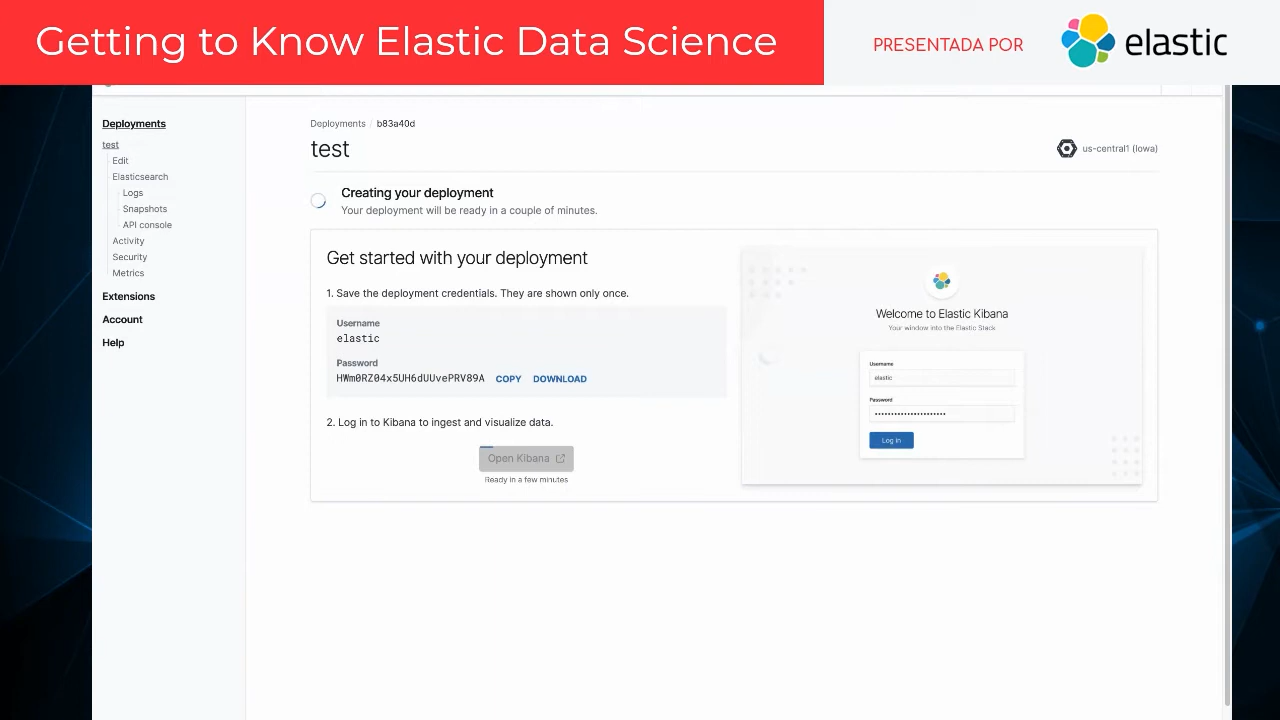 Getting to Know Elastic Data Science
PRESENTADA POR
elastic
Deployments
test
Edit
Elasticsearch
Logs
Snapshots
API console
Activity
Security
Metrics
Extensions
Account
Help
Deployments / b83a40d
test
us-central1 (Iowa)
Creating your deployment
Your deployment will be ready in a couple of minutes.
Get started with your deployment
1. Save the deployment credentials. They are shown only once.
Username
elastic
Password
HWm0RZ04x5UH6dUUvePRV89A COPY DOWNLOAD
2. Log in to Kibana to ingest and visualize data.
Open Kibana
Ready in a few minutes
Welcome to Elastic Kibana
Your window into the Elastic Stack
Username
elastic
Password
••••••••••••••••••••••
Log in